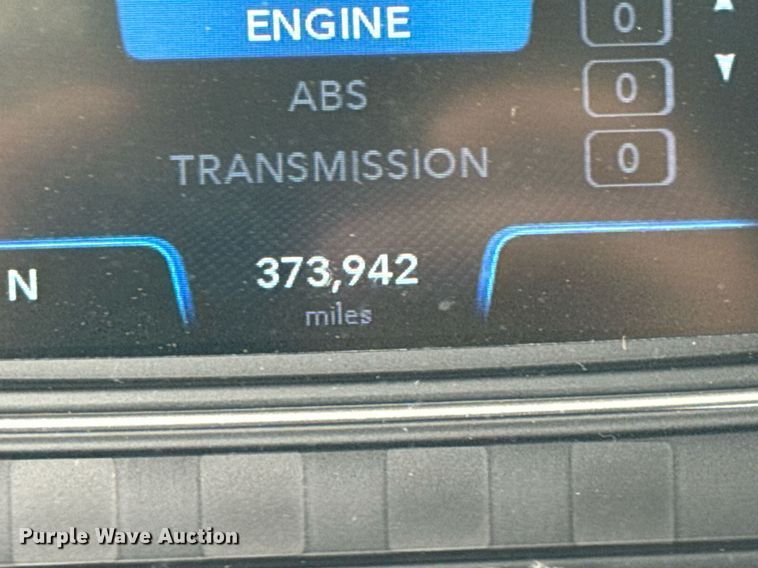 ENGINE 0
ABS 0
TRANSMISSION 0
N
373,942
miles
Purple Wave Auction